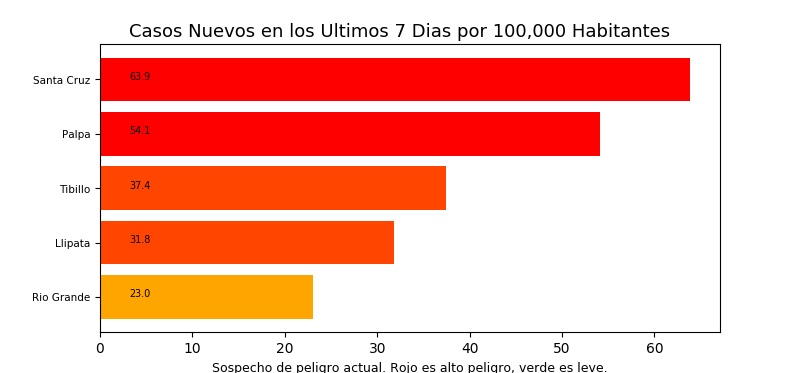 Casos Nuevos en los Ultimos 7 Dias por 100,000 Habitantes
Santa Cruz 63.9
Palpa 54.1
Tibillo 37.4
Llipata 31.8
Rio Grande 23.0
0 10 20 30 40 50 60
Sospecho de peligro actual. Rojo es alto peligro, verde es leve.